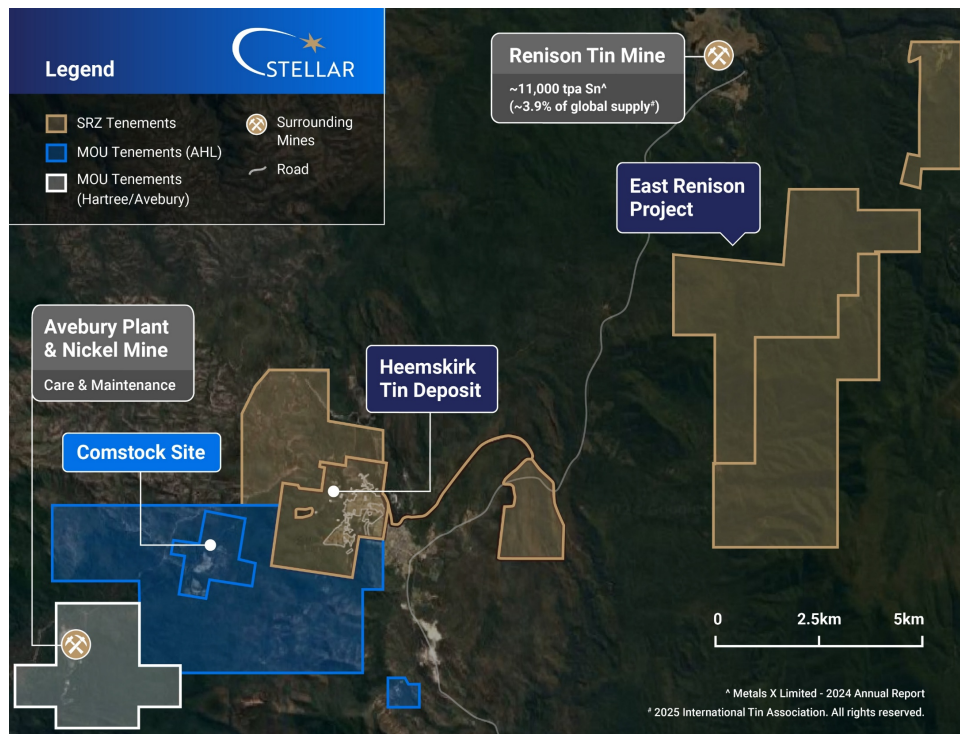 Legend
STELLAR
SRZ Tenements
MOU Tenements (AHL)
MOU Tenements
(Hartree/Avebury)
Surrounding
Mines
Road
Renison Tin Mine
~11,000 tpa Sn^
(~3.9% of global supply#)
East Renison
Project
Avebury Plant
& Nickel Mine
Care & Maintenance
Heemskirk
Tin Deposit
Comstock Site
0 2.5km 5km
^ Metals X Limited - 2024 Annual Report
# 2025 International Tin Association. All rights reserved.